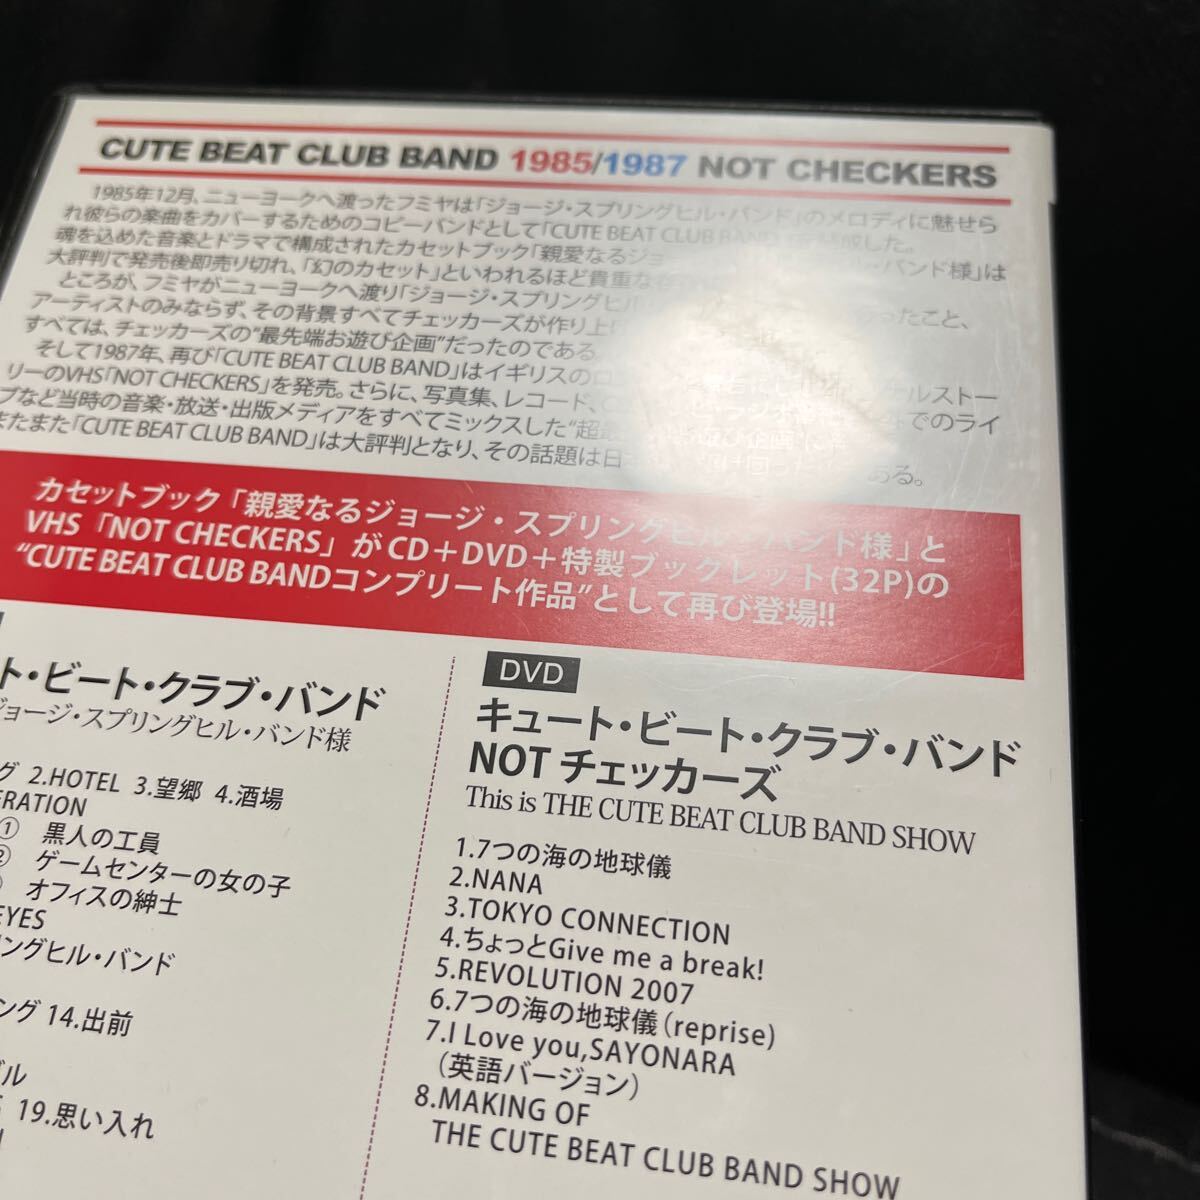 CUTE BEAT CLUB BAND 1985/1987 NOT CHECKERS
1985年12月、ニューヨークへ渡ったフミヤは「ジョージ・スプリングヒル・バンド」のメロディに魅せら
れ彼らの楽曲をカバーするためのコピーバンドとして「CUTE BEAT CLUB BAND 成した。
魂を込めた音楽とドラマで構成されたカセットブック「親愛なるジョー バンド様」は
大評判で発売後即売り切れ、「幻のカセット」といわれるほど貴重な
ところが、フミヤがニューヨークへ渡り「ジョージ・スプリングヒル ったこと、
アーティストのみならず、その背景すべてチェッカーズが作り上
すべては、チェッカーズの"最先端お遊び企画"だったのである。
そして1987年、再び「CUTE BEAT CLUB BAND」はイギリスの ルストー
リーのVHS「NOT CHECKERS」を発売。さらに、写真集、レコード、 でのライ
ブなど当時の音楽・放送・出版メディアをすべてミックスした"超 び企画"
またまた「CUTE BEAT CLUB BAND」は大評判となり、その話題は日 ある。
カセットブック「親愛なるジョージ・スプリングヒル・バンド様」と
VHS「NOT CHECKERS」がCD＋DVD＋特製ブックレット(32P)の
"CUTE BEAT CLUB BANDコンプリート作品"として再び登場!!
ト・ビート・クラブ・バンド
ジョージ・スプリングヒル・バンド様
グ 2.HOTEL 3.望郷 4.酒場
ERATION
① 黒人の工員
② ゲームセンターの女の子
オフィスの紳士
EYES
ングヒル・バンド
ング 14.出前
ブル
19.思い入れ
DVD
キュート・ビート・クラブ・バンド
NOT チェッカーズ
This is THE CUTE BEAT CLUB BAND SHOW
1.7つの海の地球儀
2.NANA
3.TOKYO CONNECTION
4.ちょっとGive me a break!
5.REVOLUTION 2007
6.7つの海の地球儀（reprise）
7.I Love you,SAYONARA
（英語バージョン）
8.MAKING OF
THE CUTE BEAT CLUB BAND SHOW